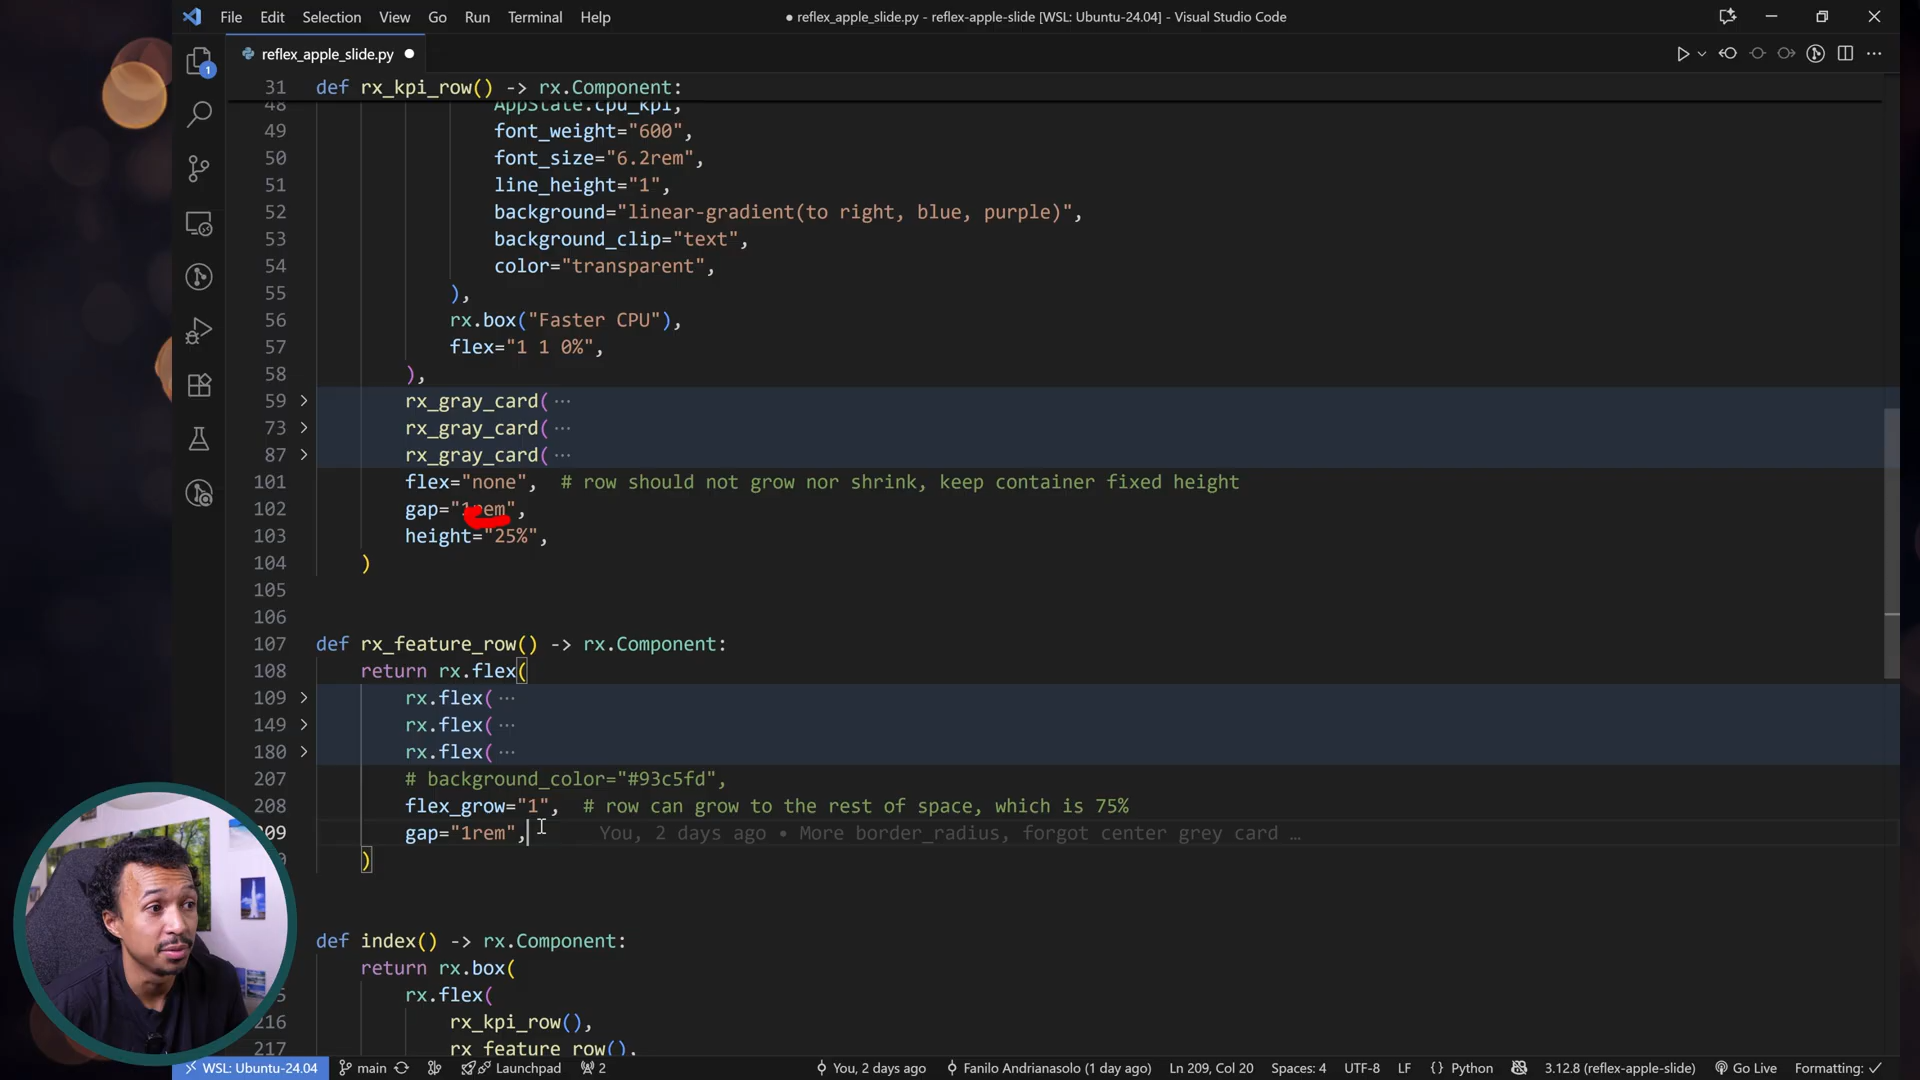 File Edit Selection View Go Run Terminal Help
● reflex_apple_slide.py - reflex-apple-slide [WSL: Ubuntu-24.04] - Visual Studio Code
reflex_apple_slide.py ●
1
31 def rx_kpi_row() -> rx.Component:
48 AppState.cpu_kpi,
49 font_weight="600",
50 font_size="6.2rem",
51 line_height="1",
52 background="linear-gradient(to right, blue, purple)",
53 background_clip="text",
54 color="transparent",
55 ),
56 rx.box("Faster CPU"),
57 flex="1 1 0%",
58 ),
59 > rx_gray_card( ···
73 > rx_gray_card( ···
87 > rx_gray_card( ···
101 flex="none", # row should not grow nor shrink, keep container fixed height
102 gap="1rem",
103 height="25%",
104 )
105
106
107 def rx_feature_row() -> rx.Component:
108 return rx.flex(
109 > rx.flex( ···
149 > rx.flex( ···
180 > rx.flex( ···
207 # background_color="#93c5fd",
208 flex_grow="1", # row can grow to the rest of space, which is 75%
209 gap="1rem", You, 2 days ago • More border_radius, forgot center grey card …
)
def index() -> rx.Component:
return rx.box(
rx.flex(
216 rx_kpi_row(),
217 rx_feature_row(),
WSL: Ubuntu-24.04 main Launchpad 2 You, 2 days ago Fanilo Andrianasolo (1 day ago) Ln 209, Col 20 Spaces: 4 UTF-8 LF { } Python 3.12.8 (reflex-apple-slide) Go Live Formatting: ✓